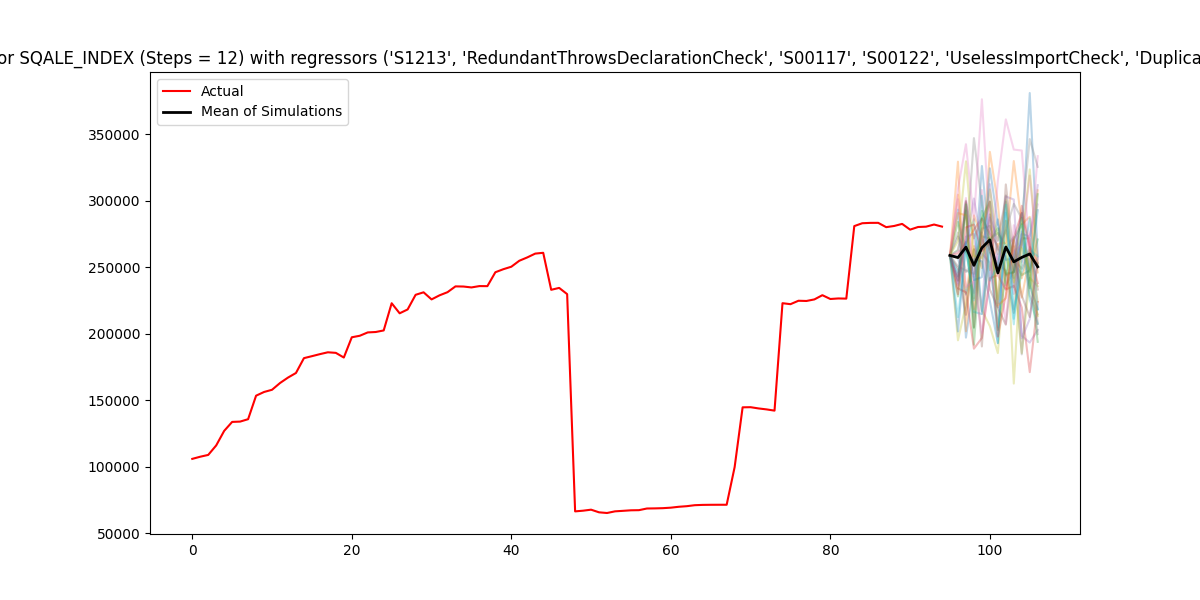 or SQALE_INDEX (Steps = 12) with regressors ('S1213', 'RedundantThrowsDeclarationCheck', 'S00117', 'S00122', 'UselessImportCheck', 'Duplica
Actual
Mean of Simulations
350000
300000
250000
200000
150000
100000
50000
0 20 40 60 80 100